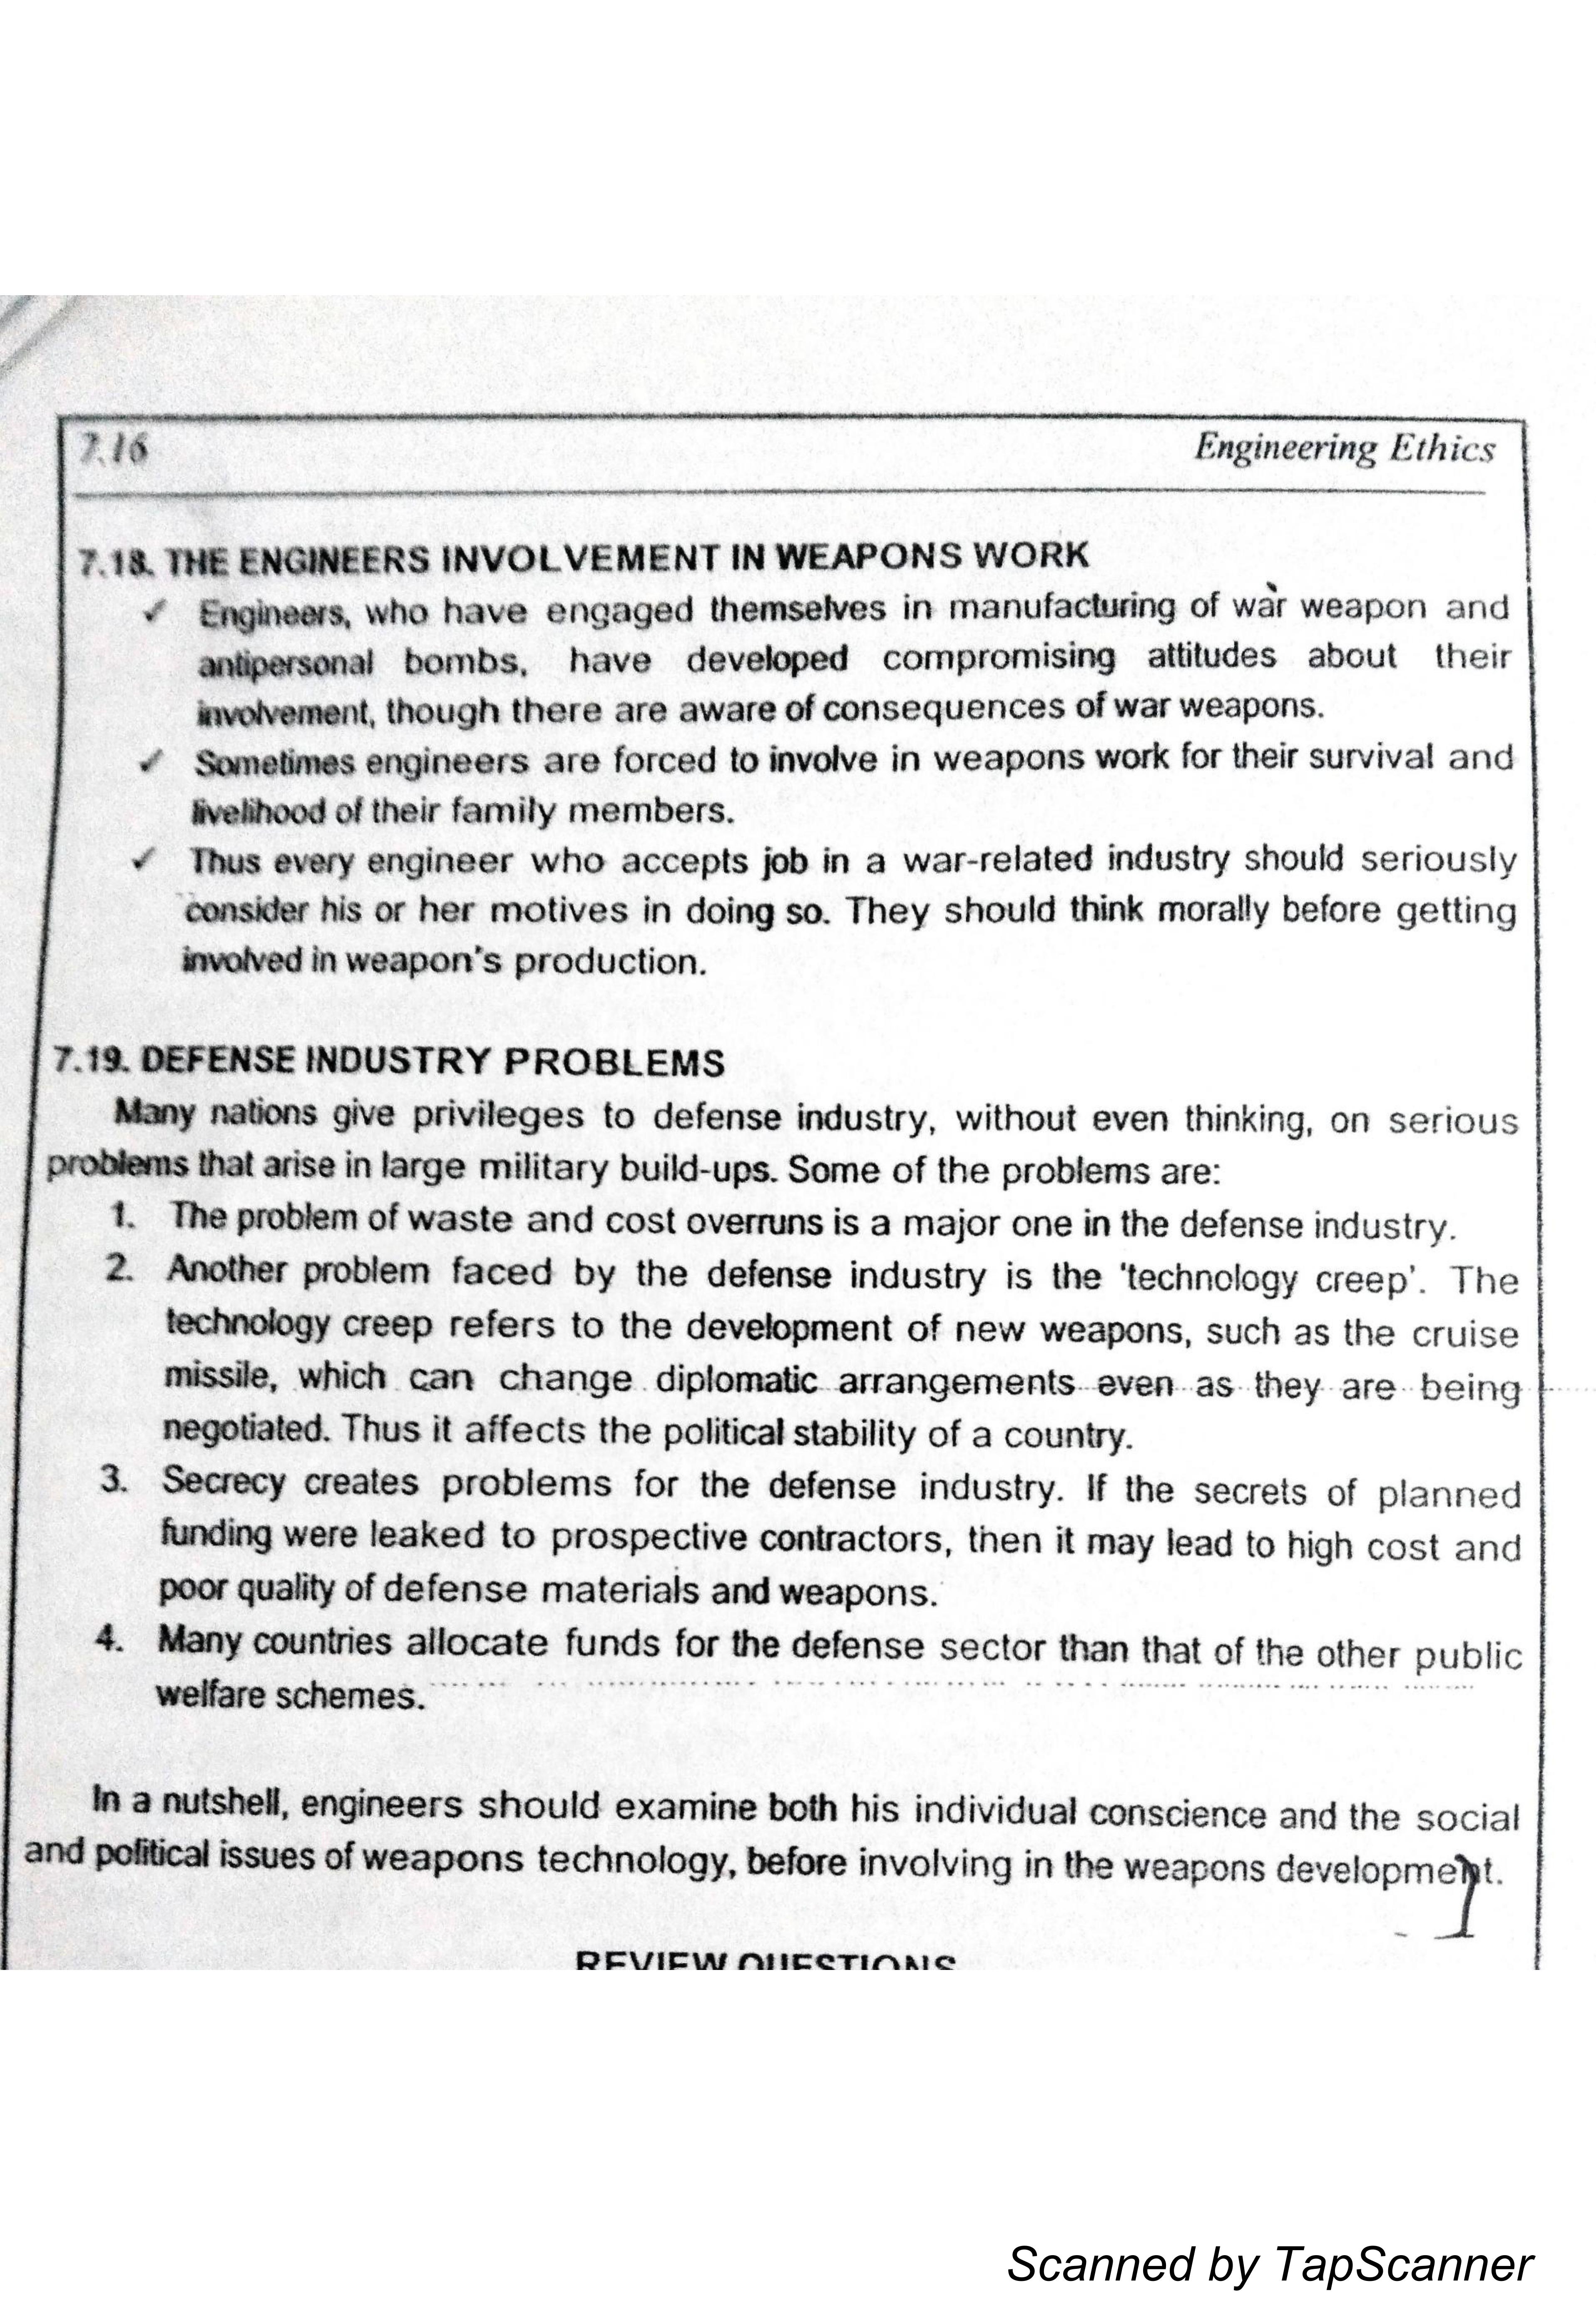 7.16
Engineering Ethics
7.18. THE ENGINEERS INVOLVEMENT IN WEAPONS WORK
✓ Engineers, who have engaged themselves in manufacturing of war weapon and
antipersonal bombs, have developed compromising attitudes about their
involvement, though there are aware of consequences of war weapons.
✓ Sometimes engineers are forced to involve in weapons work for their survival and
livelihood of their family members.
✓ Thus every engineer who accepts job in a war-related industry should seriously
consider his or her motives in doing so. They should think morally before getting
involved in weapon's production.
7.19. DEFENSE INDUSTRY PROBLEMS
Many nations give privileges to defense industry, without even thinking, on serious
problems that arise in large military build-ups. Some of the problems are:
1. The problem of waste and cost overruns is a major one in the defense industry.
2. Another problem faced by the defense industry is the 'technology creep'. The
technology creep refers to the development of new weapons, such as the cruise
missile, which can change diplomatic arrangements even as they are being
negotiated. Thus it affects the political stability of a country.
3. Secrecy creates problems for the defense industry. If the secrets of planned
funding were leaked to prospective contractors, then it may lead to high cost and
poor quality of defense materials and weapons.
4. Many countries allocate funds for the defense sector than that of the other public
welfare schemes.
In a nutshell, engineers should examine both his individual conscience and the social
and political issues of weapons technology, before involving in the weapons development.
REVIEW QUESTIONS
Scanned by TapScanner